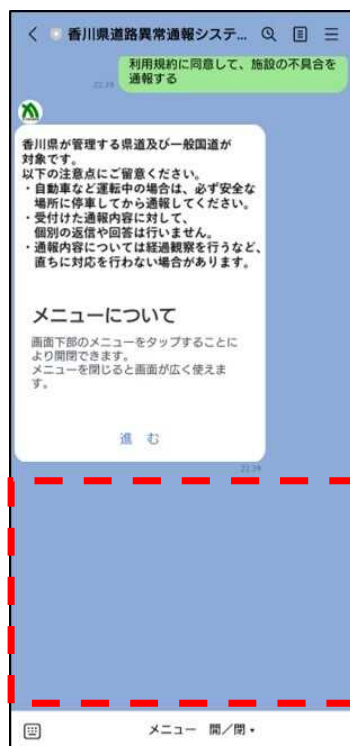 香川県道路異常通報システ...
利用規約に同意して、施設の不具合を
通報する
22:39
香川県が管理する県道及び一般国道が
対象です。
以下の注意点にご留意ください。
・自動車など運転中の場合は、必ず安全な
場所に停車してから通報してください。
・受付けた通報内容に対して、
個別の返信や回答は行いません。
・通報内容については経過観察を行うなど、
直ちに対応を行わない場合があります。
メニューについて
画面下部のメニューをタップすることに
より開閉できます。
メニューを閉じると画面が広く使えま
す。
進 む
22:39
メニュー 開／閉